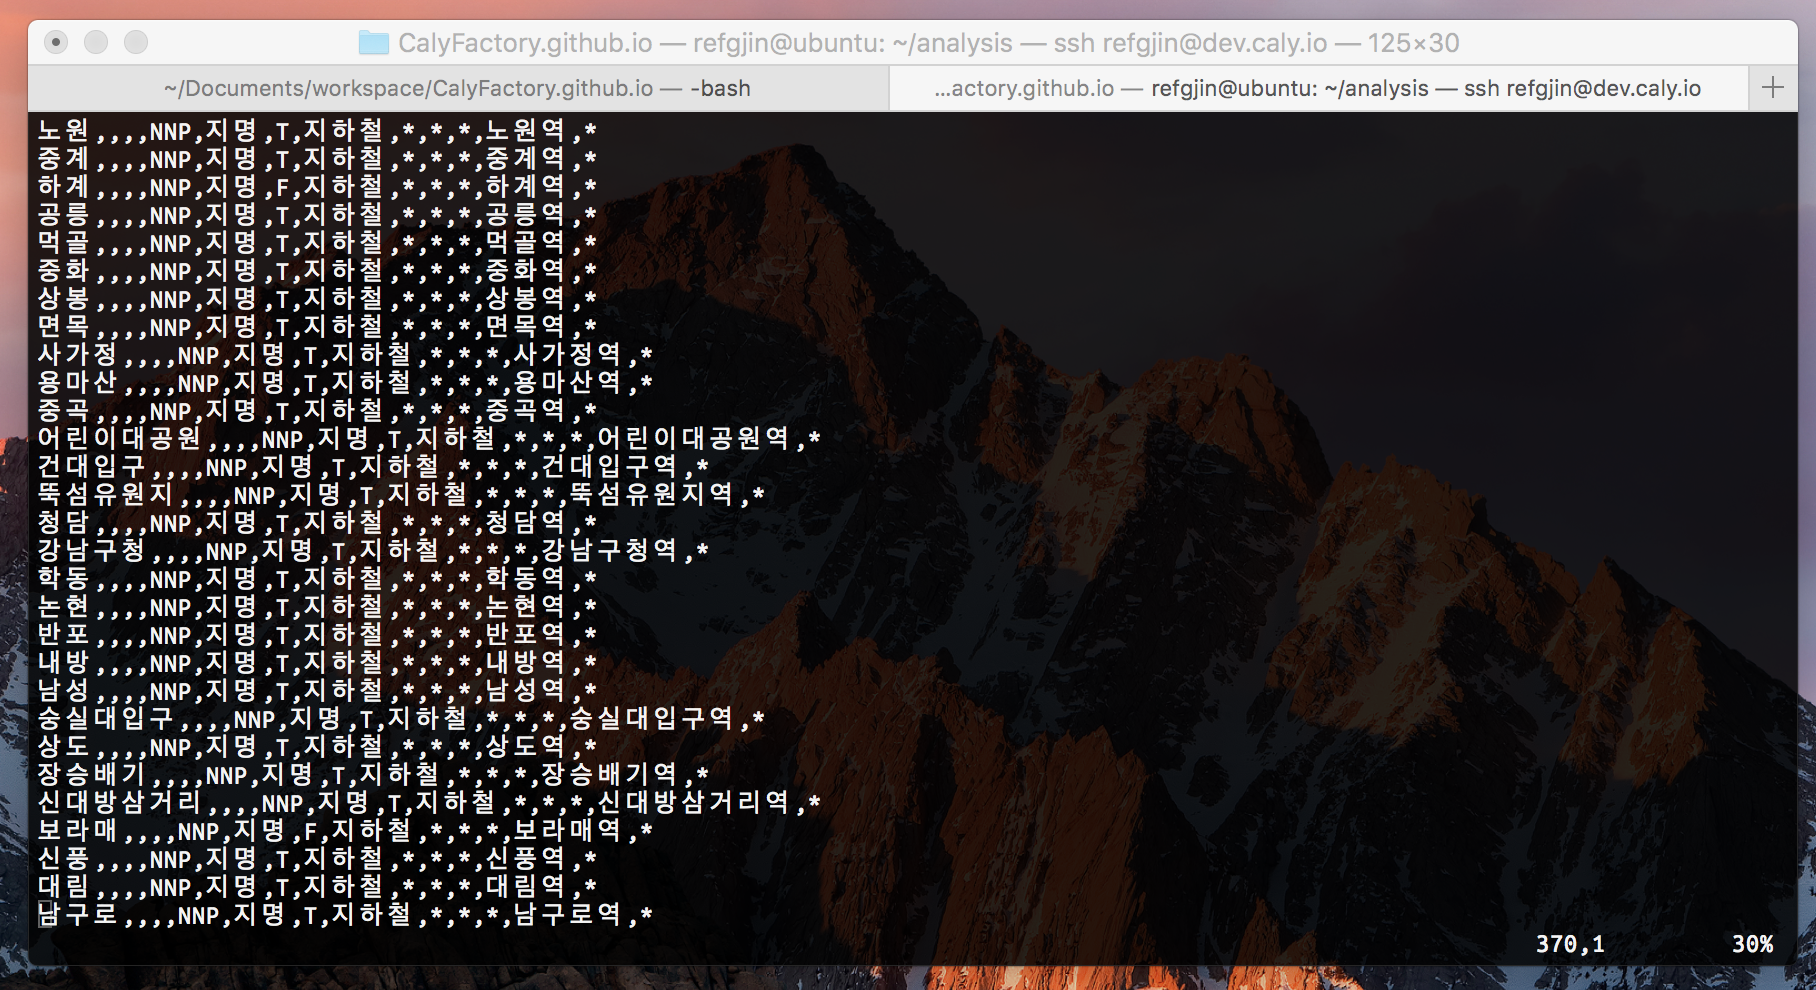 CalyFactory.github.io — refgjin@ubuntu: ~/analysis — ssh refgjin@dev.caly.io — 125×30
~/Documents/workspace/CalyFactory.github.io — -bash
...actory.github.io — refgjin@ubuntu: ~/analysis — ssh refgjin@dev.caly.io
노원,,,,NNP,지명,T,지하철,*,*,*,노원역,*
중계,,,,NNP,지명,T,지하철,*,*,*,중계역,*
하계,,,,NNP,지명,F,지하철,*,*,*,하계역,*
공릉,,,,NNP,지명,T,지하철,*,*,*,공릉역,*
먹골,,,,NNP,지명,T,지하철,*,*,*,먹골역,*
중화,,,,NNP,지명,T,지하철,*,*,*,중화역,*
상봉,,,,NNP,지명,T,지하철,*,*,*,상봉역,*
면목,,,,NNP,지명,T,지하철,*,*,*,면목역,*
사가정,,,,NNP,지명,T,지하철,*,*,*,사가정역,*
용마산,,,,NNP,지명,T,지하철,*,*,*,용마산역,*
중곡,,,,NNP,지명,T,지하철,*,*,*,중곡역,*
어린이대공원,,,,NNP,지명,T,지하철,*,*,*,어린이대공원역,*
건대입구,,,,NNP,지명,T,지하철,*,*,*,건대입구역,*
뚝섬유원지,,,,NNP,지명,T,지하철,*,*,*,뚝섬유원지역,*
청담,,,,NNP,지명,T,지하철,*,*,*,청담역,*
강남구청,,,,NNP,지명,T,지하철,*,*,*,강남구청역,*
학동,,,,NNP,지명,T,지하철,*,*,*,학동역,*
논현,,,,NNP,지명,T,지하철,*,*,*,논현역,*
반포,,,,NNP,지명,T,지하철,*,*,*,반포역,*
내방,,,,NNP,지명,T,지하철,*,*,*,내방역,*
남성,,,,NNP,지명,T,지하철,*,*,*,남성역,*
숭실대입구,,,,NNP,지명,T,지하철,*,*,*,숭실대입구역,*
상도,,,,NNP,지명,T,지하철,*,*,*,상도역,*
장승배기,,,,NNP,지명,T,지하철,*,*,*,장승배기역,*
신대방삼거리,,,,NNP,지명,T,지하철,*,*,*,신대방삼거리역,*
보라매,,,,NNP,지명,F,지하철,*,*,*,보라매역,*
신풍,,,,NNP,지명,T,지하철,*,*,*,신풍역,*
대림,,,,NNP,지명,T,지하철,*,*,*,대림역,*
남구로,,,,NNP,지명,T,지하철,*,*,*,남구로역,*
370,1 30%